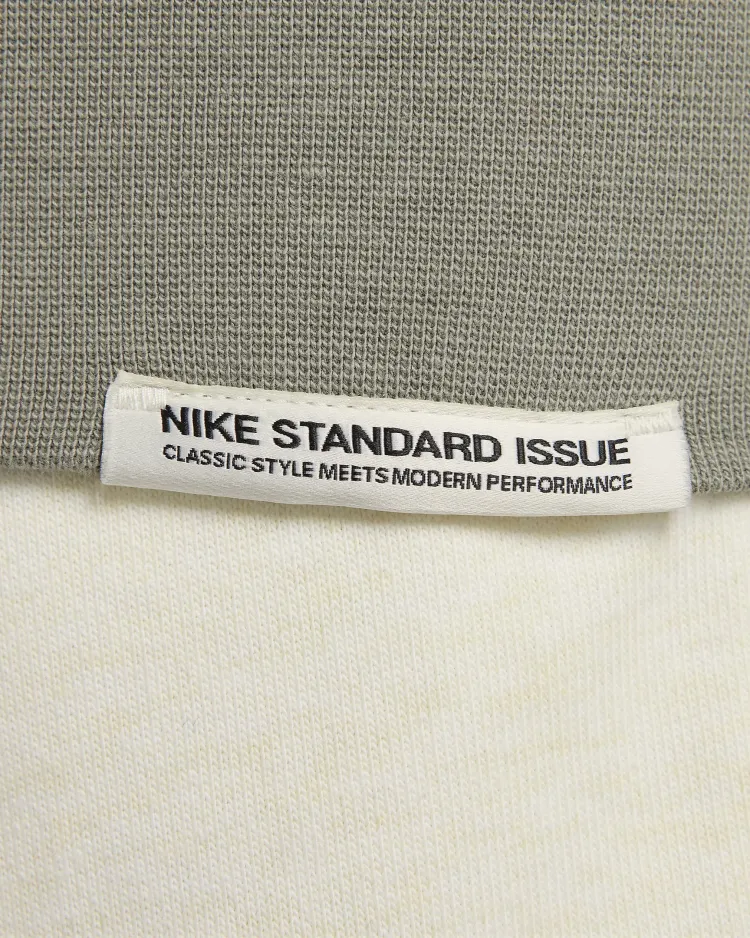 NIKE STANDARD ISSUE
CLASSIC STYLE MEETS MODERN PERFORMANCE